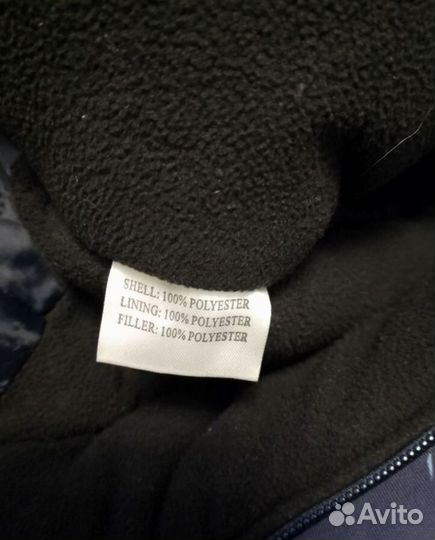 SHELL: 100% POLYESTER
LINING: 100% POLYESTER
FILLER: 100% POLYESTER
Avito